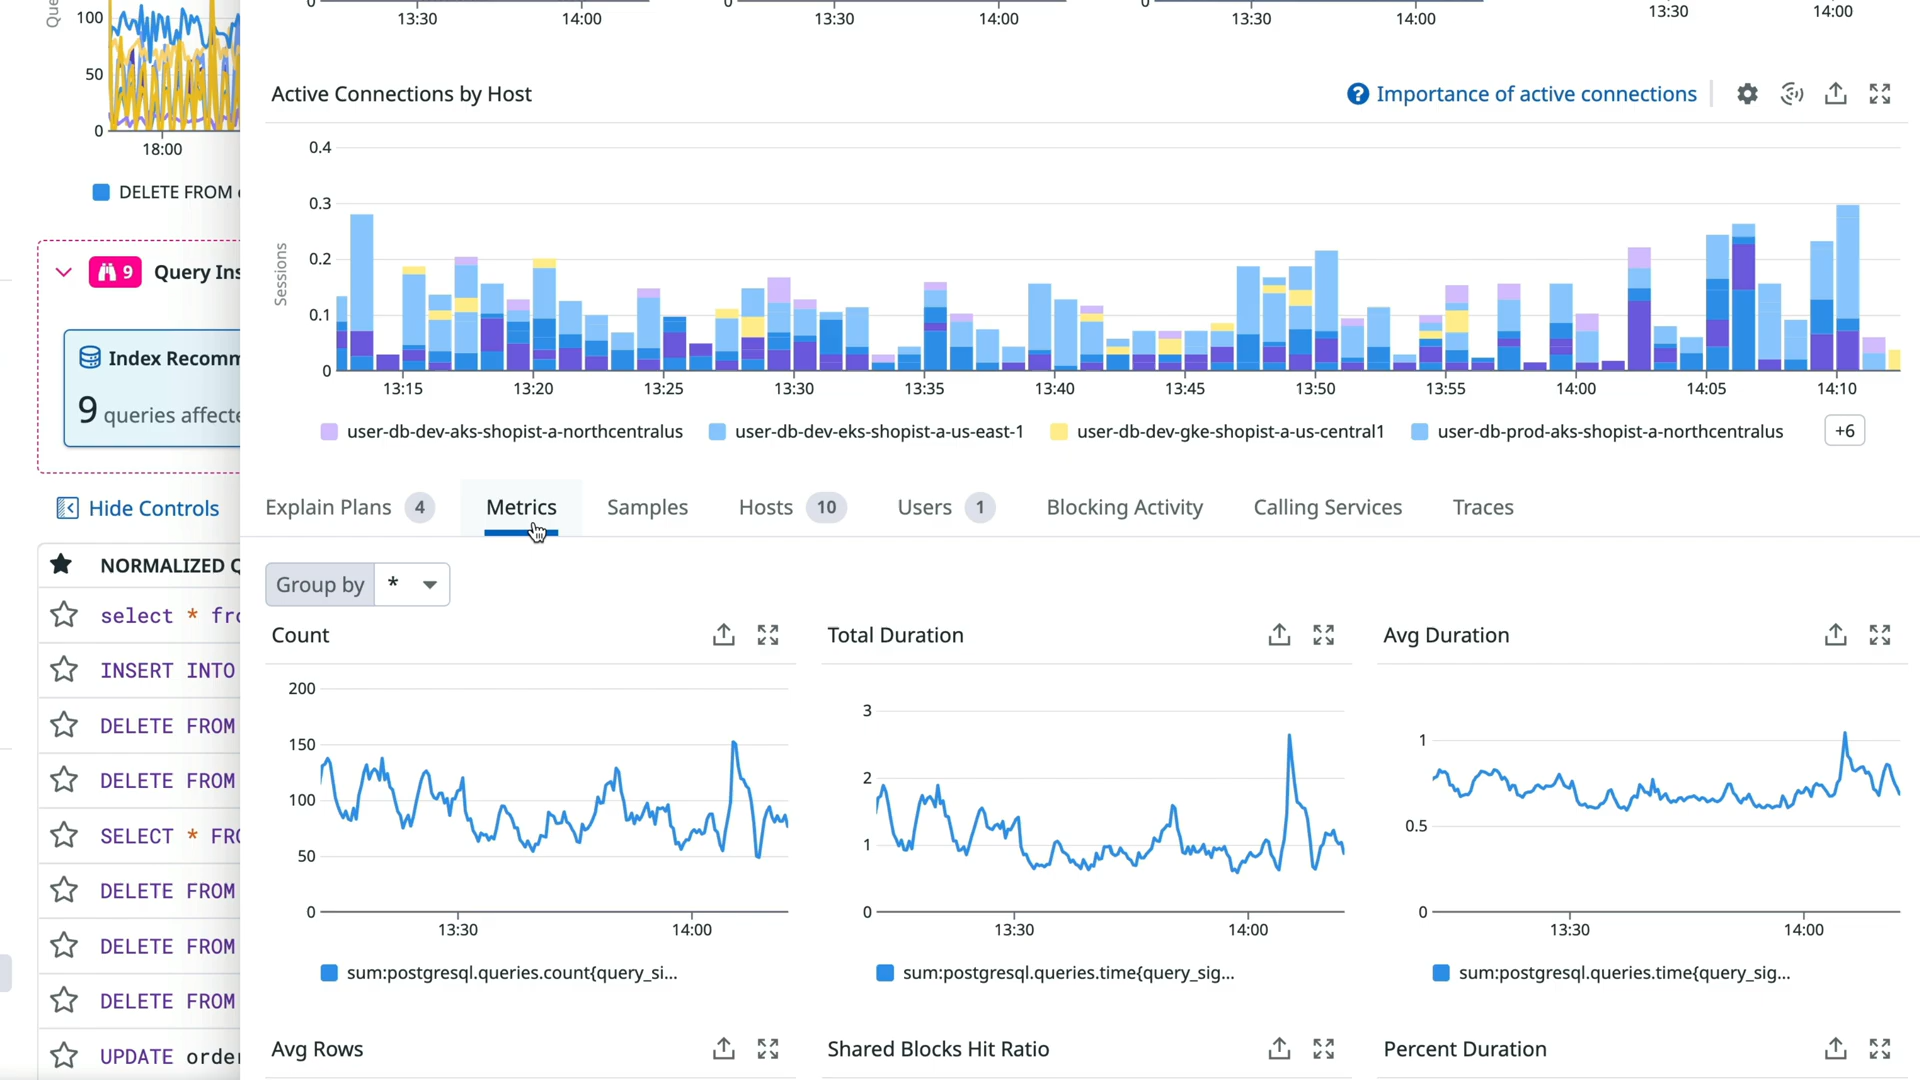 0
13:30
14:00
0
13:30
14:00
0
13:30
14:00
13:30
14:00
100
50
0
18:00
DELETE FROM
9
Query Ins
Index Recomm
9 queries affecte
Hide Controls
NORMALIZED Q
select * fro
INSERT INTO
DELETE FROM
DELETE FROM
SELECT * FRO
DELETE FROM
DELETE FROM
DELETE FROM
UPDATE order
Active Connections by Host
? Importance of active connections
Sessions
0.4
0.3
0.2
0.1
0
13:15
13:20
13:25
13:30
13:35
13:40
13:45
13:50
13:55
14:00
14:05
14:10
user-db-dev-aks-shopist-a-northcentralus
user-db-dev-eks-shopist-a-us-east-1
user-db-dev-gke-shopist-a-us-central1
user-db-prod-aks-shopist-a-northcentralus
+6
Explain Plans 4
Metrics
Samples
Hosts 10
Users 1
Blocking Activity
Calling Services
Traces
Group by *
Count
200
150
100
50
0
13:30
14:00
sum:postgresql.queries.count{query_si...
Total Duration
3
2
1
0
13:30
14:00
sum:postgresql.queries.time{query_sig...
Avg Duration
1
0.5
0
13:30
14:00
sum:postgresql.queries.time{query_sig...
Avg Rows
Shared Blocks Hit Ratio
Percent Duration